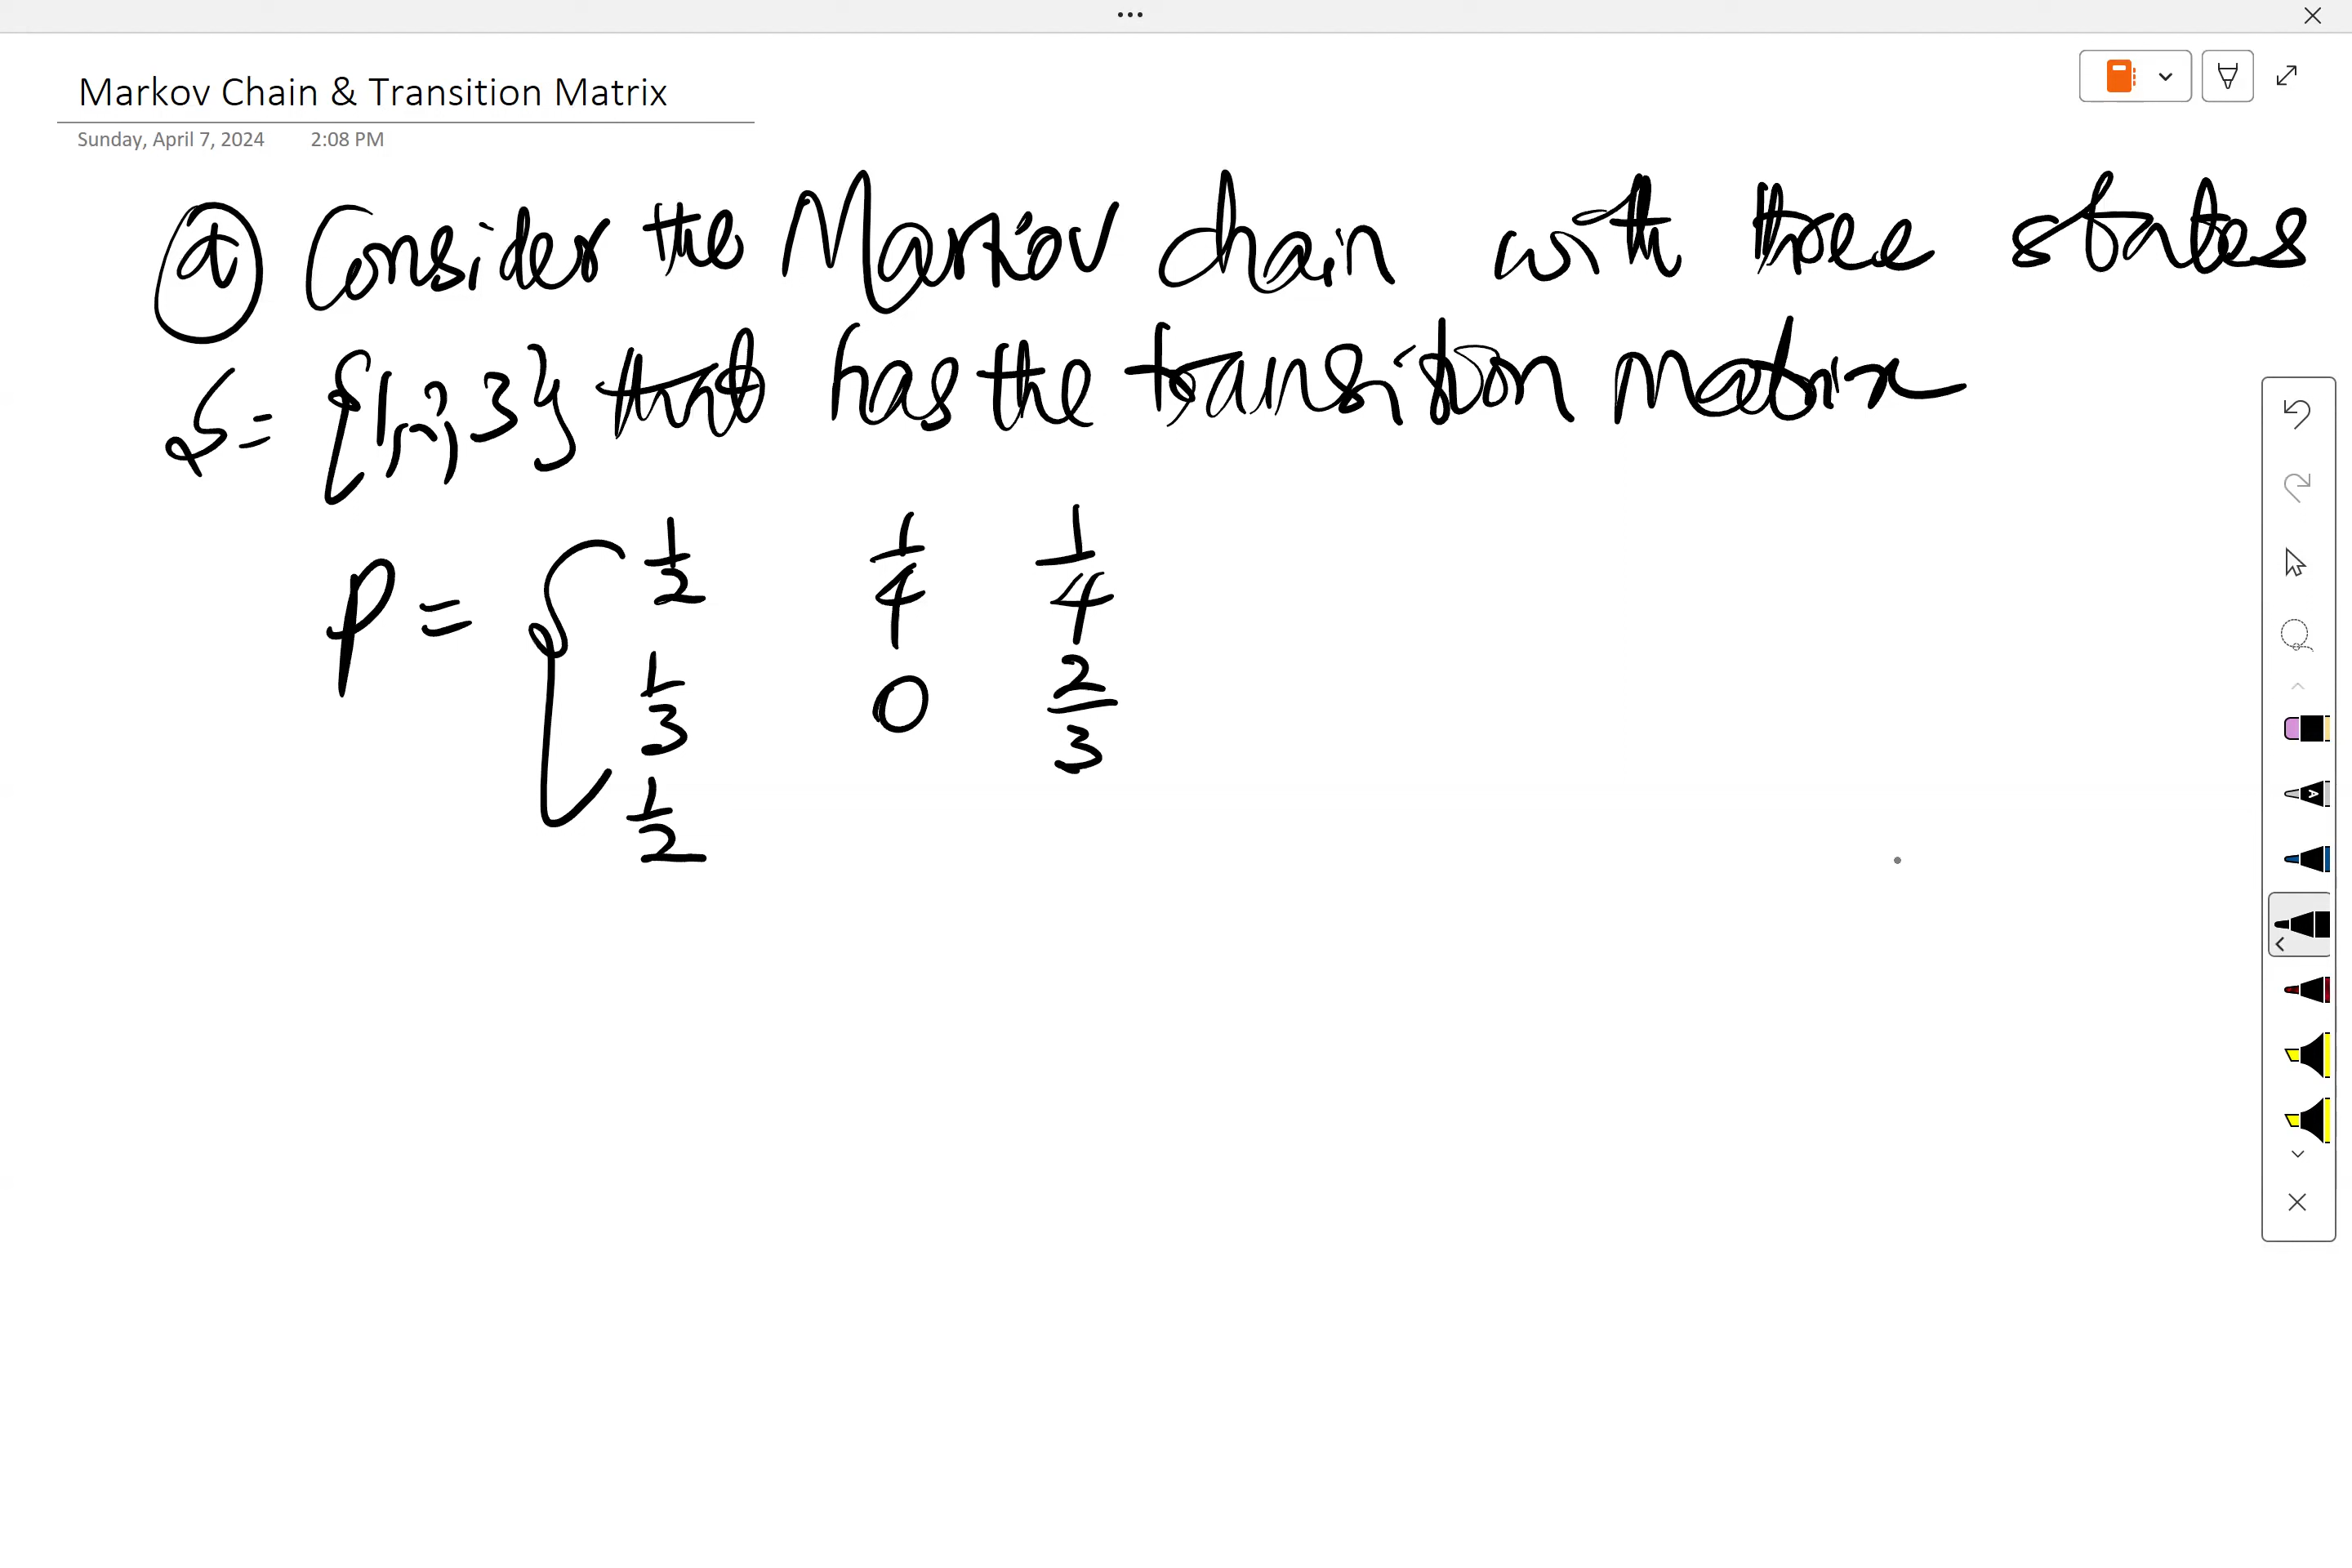 Markov Chain & Transition Matrix
Sunday, April 7, 2024 2:08 PM
Consider the Markov chain with three states
S = {1, 2, 3} that has the transition matrix
P = 1/2 1/4 1/4
1/3 0 2/3
1/2